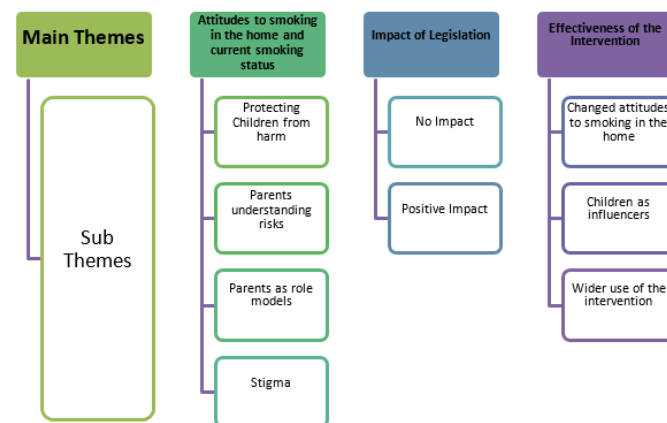 Main Themes
Sub
Themes
Attitudes to smoking
in the home and
current smoking
status
Protecting
Children from
harm
Parents
understanding
risks
Parents as role
models
Stigma
Impact of Legislation
No Impact
Positive Impact
Effectiveness of the
Intervention
Changed attitudes
to smoking in the
home
Children as
influencers
Wider use of the
intervention